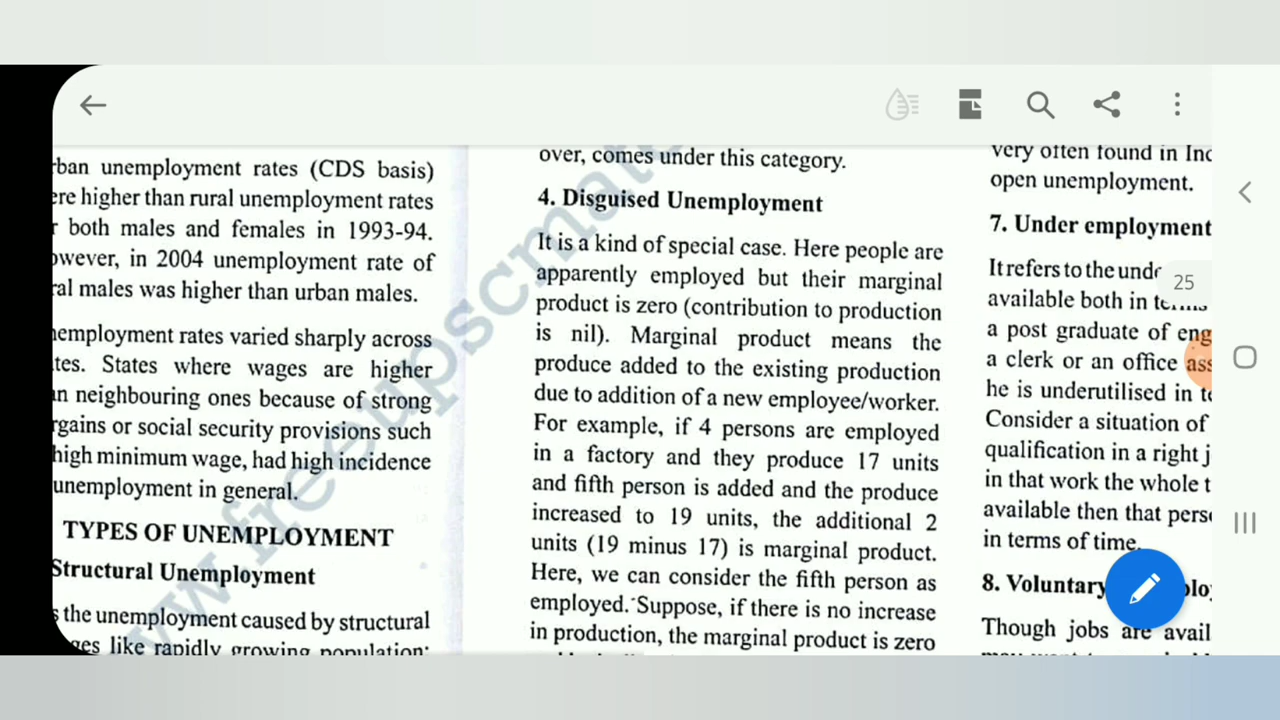 25
rban unemployment rates (CDS basis)
ere higher than rural unemployment rates
r both males and females in 1993-94.
owever, in 2004 unemployment rate of
ral males was higher than urban males.
nemployment rates varied sharply across
tes. States where wages are higher
an neighbouring ones because of strong
rgains or social security provisions such
high minimum wage, had high incidence
unemployment in general.
TYPES OF UNEMPLOYMENT
Structural Unemployment
s the unemployment caused by structural
ges like rapidly growing population;
over, comes under this category.
4. Disguised Unemployment
It is a kind of special case. Here people are
apparently employed but their marginal
product is zero (contribution to production
is nil). Marginal product means the
produce added to the existing production
due to addition of a new employee/worker.
For example, if 4 persons are employed
in a factory and they produce 17 units
and fifth person is added and the produce
increased to 19 units, the additional 2
units (19 minus 17) is marginal product.
Here, we can consider the fifth person as
employed. Suppose, if there is no increase
in production, the marginal product is zero
very often found in Inc
open unemployment.
7. Under employment
It refers to the unde
available both in terms
a post graduate of eng
a clerk or an office ass
he is underutilised in te
Consider a situation of
qualification in a right j
in that work the whole t
available then that perso
in terms of time.
8. Voluntary
Though jobs are avail
ww.freeupscmate